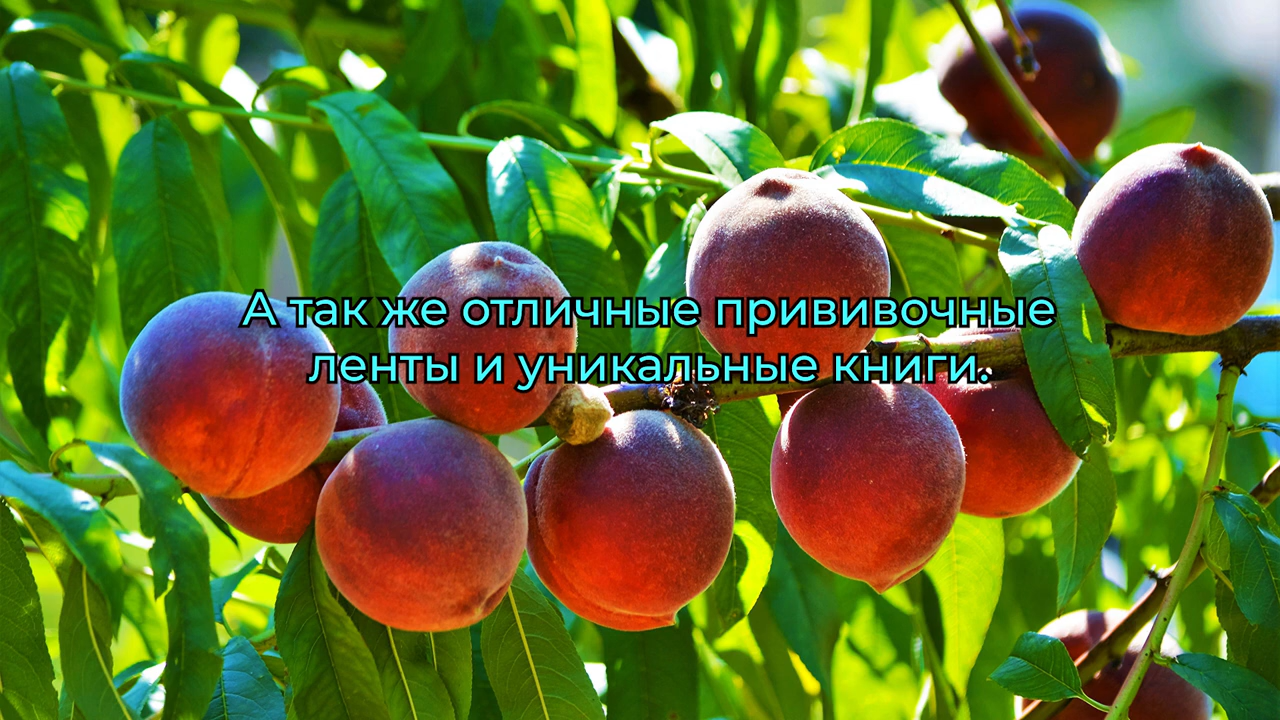 А так же отличные прививочные
ленты и уникальные книги.